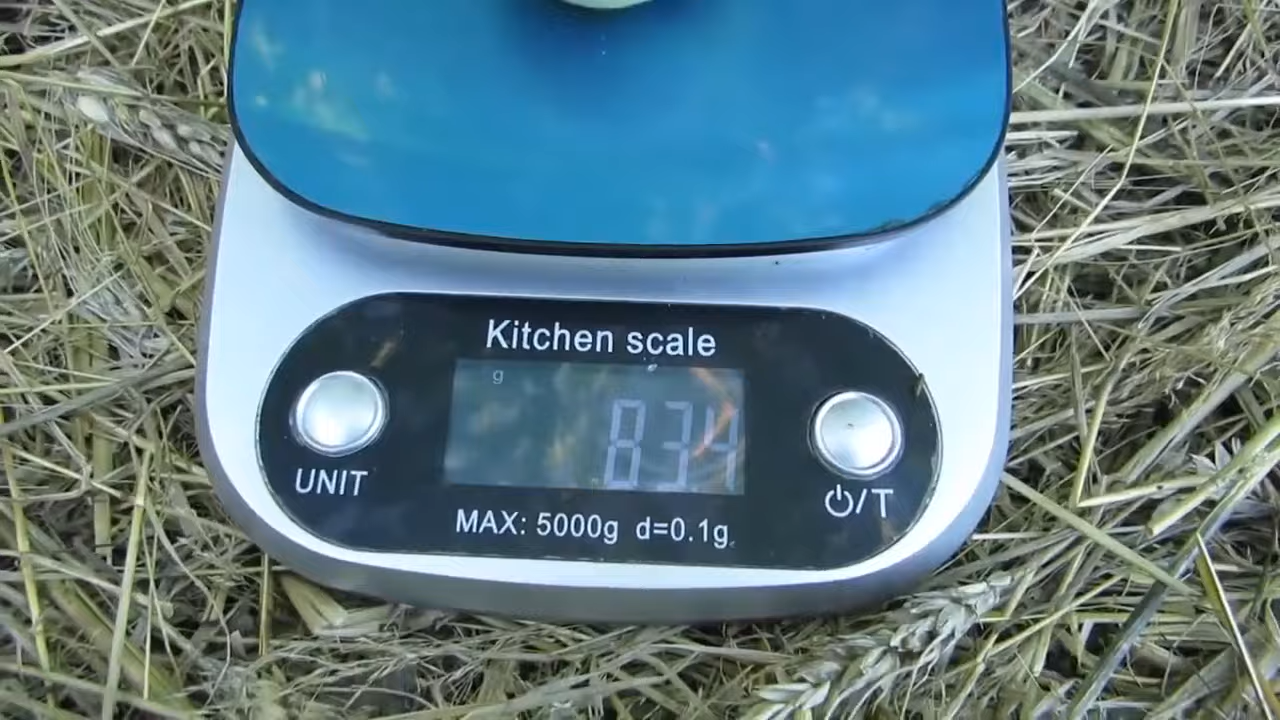 Kitchen scale
g
834
UNIT
⏻/T
MAX: 5000g d=0.1g